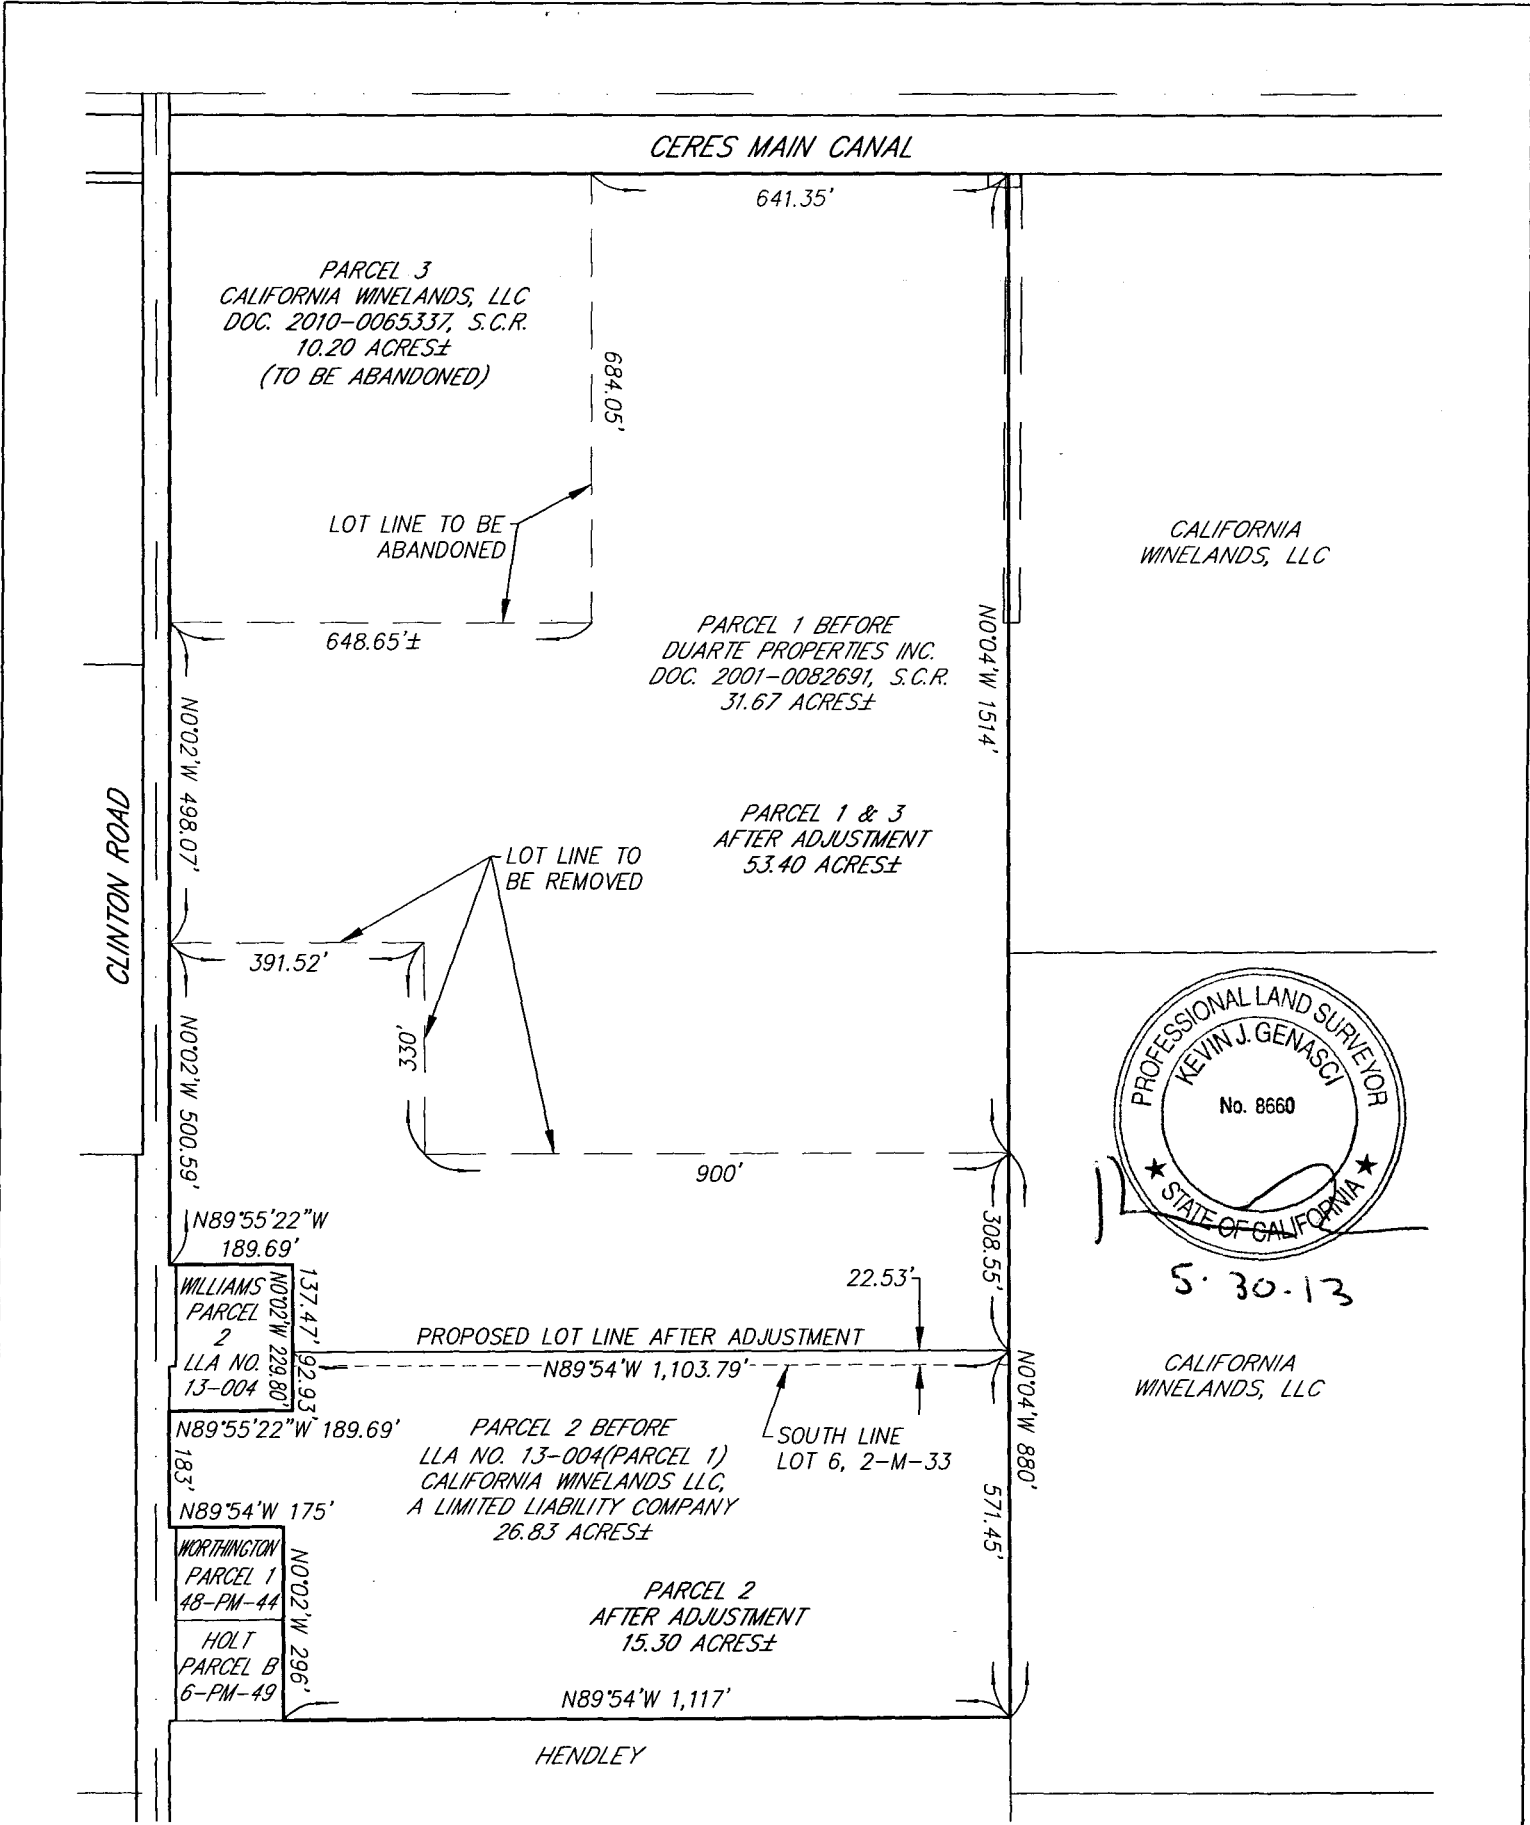 CERES MAIN CANAL
641.35'
PARCEL 3
CALIFORNIA WINELANDS, LLC
DOC. 2010-0065337, S.C.R.
10.20 ACRES±
(TO BE ABANDONED)
684.05'
LOT LINE TO BE
ABANDONED
CALIFORNIA
WINELANDS, LLC
648.65'±
PARCEL 1 BEFORE
DUARTE PROPERTIES INC.
DOC. 2001-0082691, S.C.R.
31.67 ACRES±
N0°04'W 1514'
N0°02'W 498.07'
CLINTON ROAD
PARCEL 1 & 3
AFTER ADJUSTMENT
53.40 ACRES±
LOT LINE TO
BE REMOVED
391.52'
330'
N0°02'W 500.59'
900'
PROFESSIONAL LAND SURVEYOR
KEVIN J. GENASCI
No. 8660
★ STATE OF CALIFORNIA ★
5.30.13
N89°55'22"W
189.69'
308.55'
22.53'
WILLIAMS
PARCEL
2
LLA NO.
13-004
N0°02'W 229.80'
137.47'
92.93'
PROPOSED LOT LINE AFTER ADJUSTMENT
N89°54'W 1,103.79'
N0°04'W 880'
CALIFORNIA
WINELANDS, LLC
N89°55'22"W 189.69'
183'
PARCEL 2 BEFORE
LLA NO. 13-004(PARCEL 1)
CALIFORNIA WINELANDS LLC,
A LIMITED LIABILITY COMPANY
26.83 ACRES±
SOUTH LINE
LOT 6, 2-M-33
571.45'
N89°54'W 175'
WORTHINGTON
PARCEL 1
48-PM-44
N0°02'W 296'
HOLT
PARCEL B
6-PM-49
PARCEL 2
AFTER ADJUSTMENT
15.30 ACRES±
N89°54'W 1,117'
HENDLEY